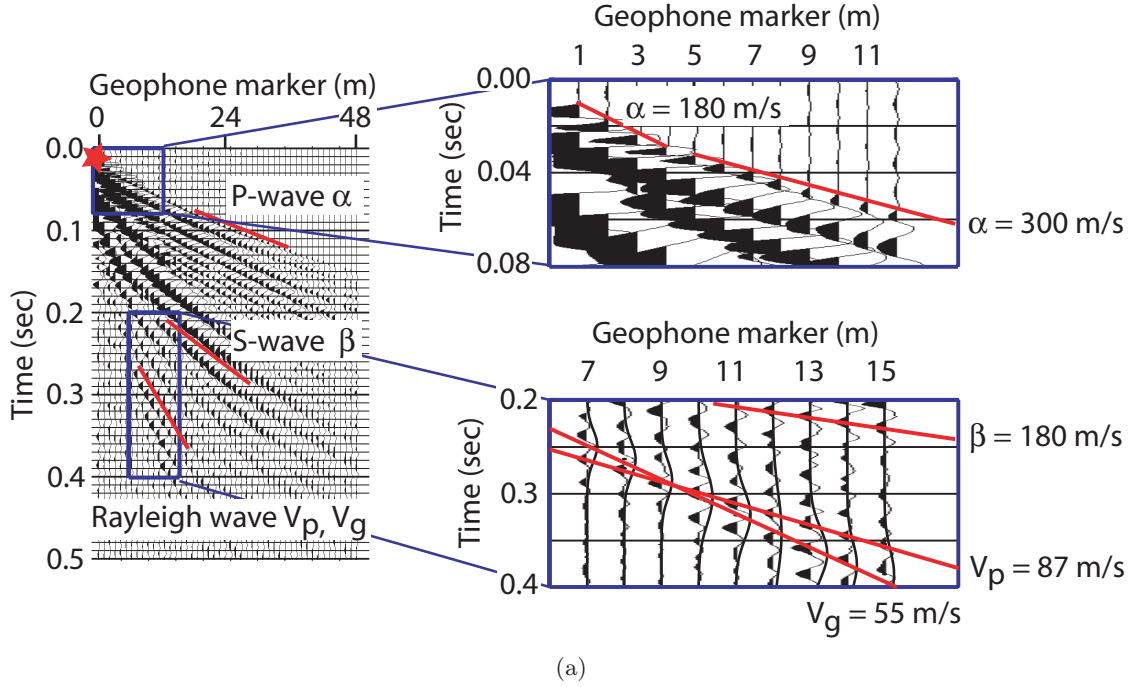 Geophone marker (m)
0 24 48
Time (sec)
0.0
0.1
0.2
0.3
0.4
0.5
P-wave α
S-wave β
Rayleigh wave Vp, Vg
Geophone marker (m)
1 3 5 7 9 11
Time (sec)
0.00
0.04
0.08
α = 180 m/s
α = 300 m/s
Geophone marker (m)
7 9 11 13 15
Time (sec)
0.2
0.3
0.4
β = 180 m/s
Vp = 87 m/s
Vg = 55 m/s
(a)